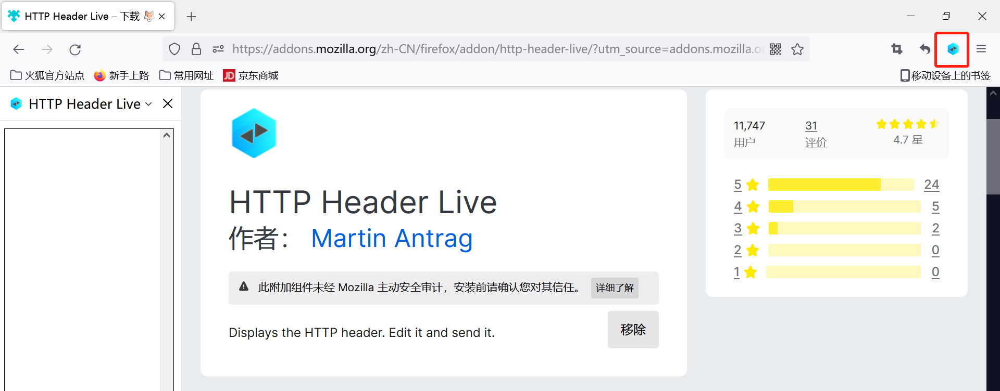 HTTP Header Live – 下载
https://addons.mozilla.org/zh-CN/firefox/addon/http-header-live/?utm_source=addons.mozilla.o
火狐官方站点 新手上路 常用网址 JD 京东商城 移动设备上的书签
HTTP Header Live
11,747 31
用户 评价 4.7 星
HTTP Header Live
作者： Martin Antrag
此附加组件未经 Mozilla 主动安全审计，安装前请确认您对其信任。 详细了解
Displays the HTTP header. Edit it and send it. 移除
5 24
4 5
3 2
2 0
1 0